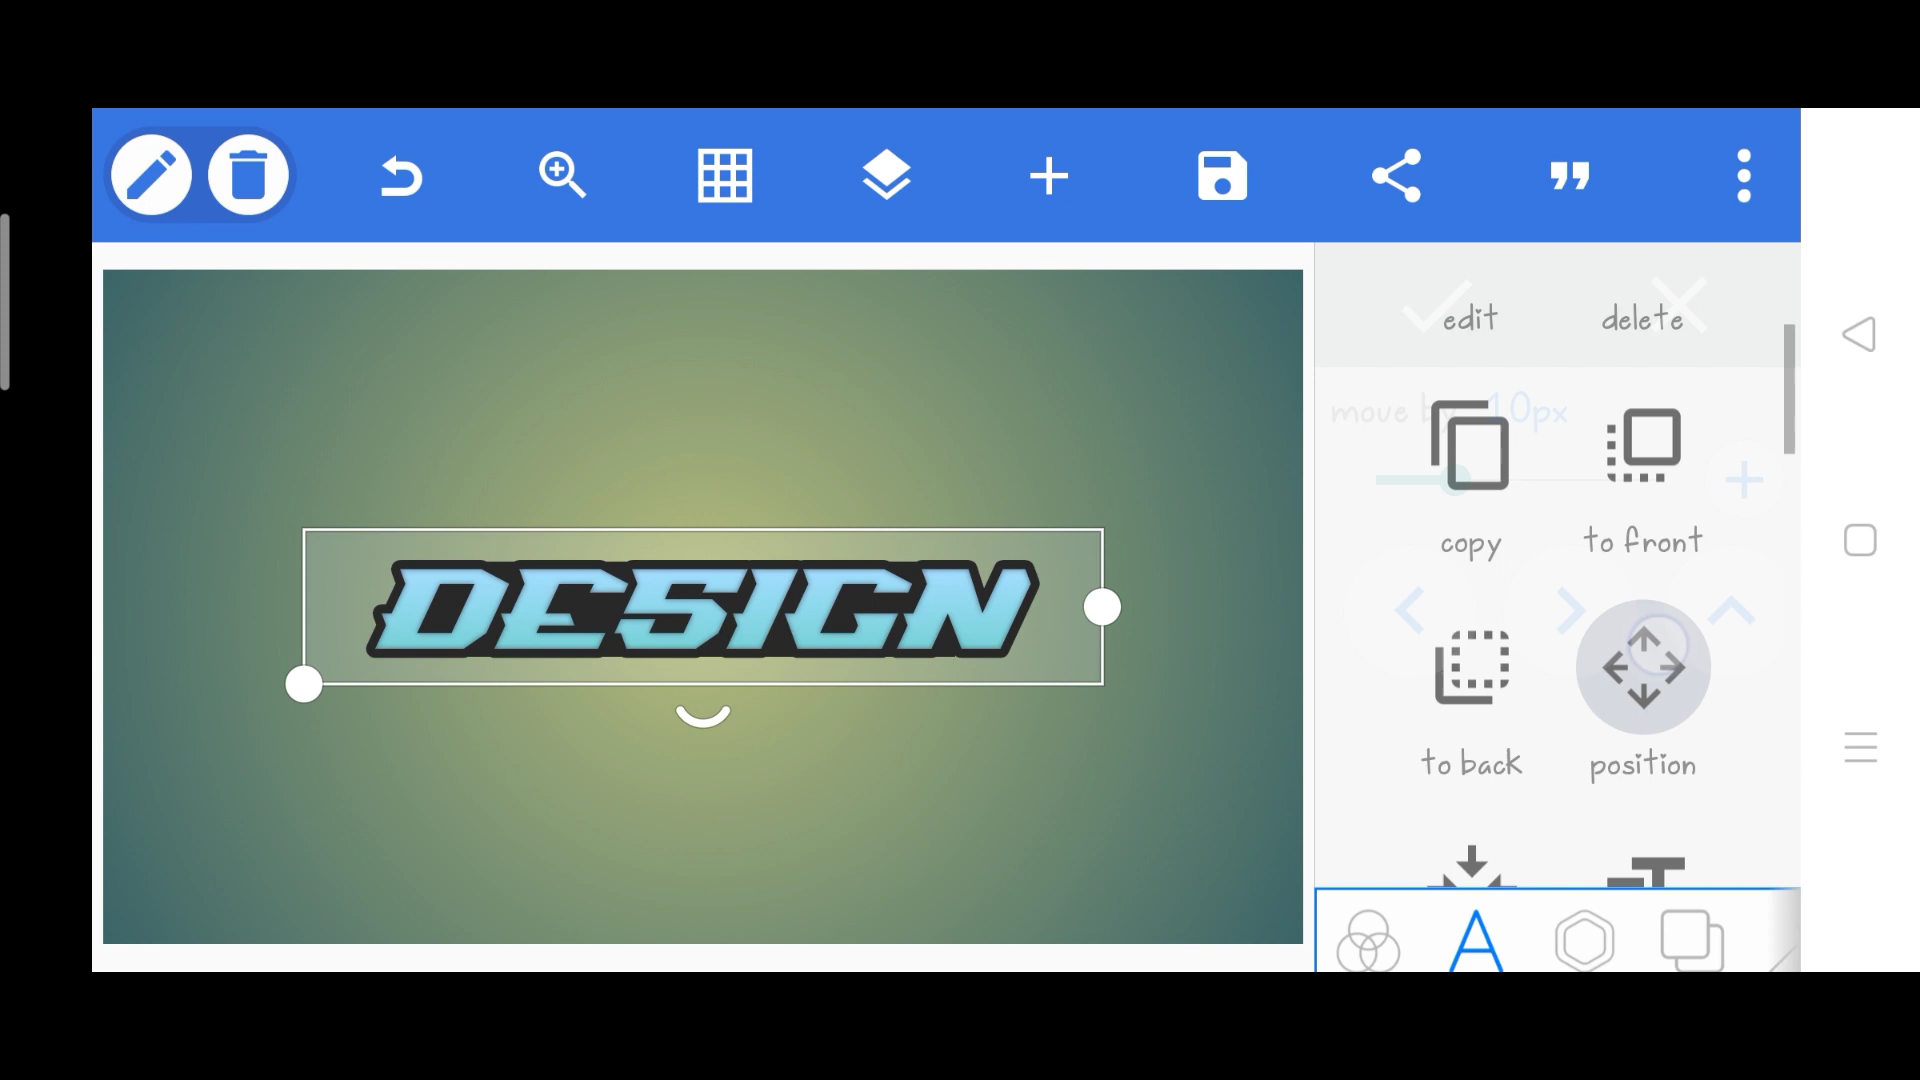 edit delete
move by 10px
copy to front
DESIGN
to back position